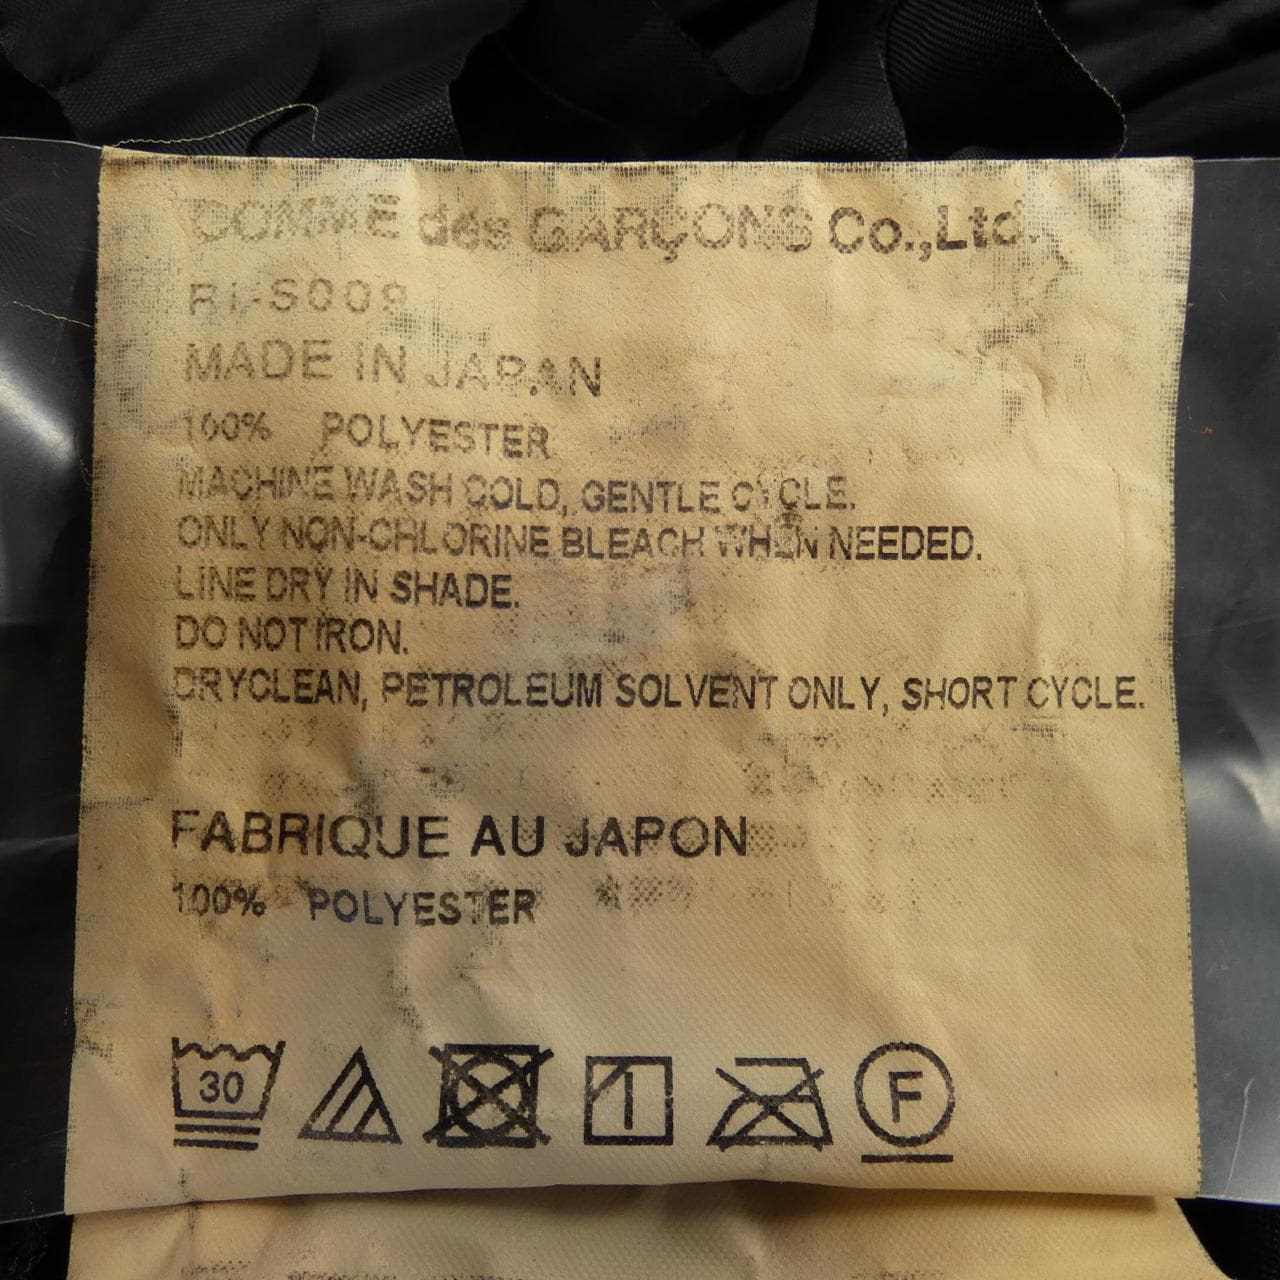 COMME des GARÇONS Co.,Ltd.
RI-S009
MADE IN JAPAN
100% POLYESTER
MACHINE WASH COLD, GENTLE CYCLE.
ONLY NON-CHLORINE BLEACH WHEN NEEDED.
LINE DRY IN SHADE.
DO NOT IRON.
DRYCLEAN, PETROLEUM SOLVENT ONLY, SHORT CYCLE.
FABRIQUE AU JAPON
100% POLYESTER
30 F